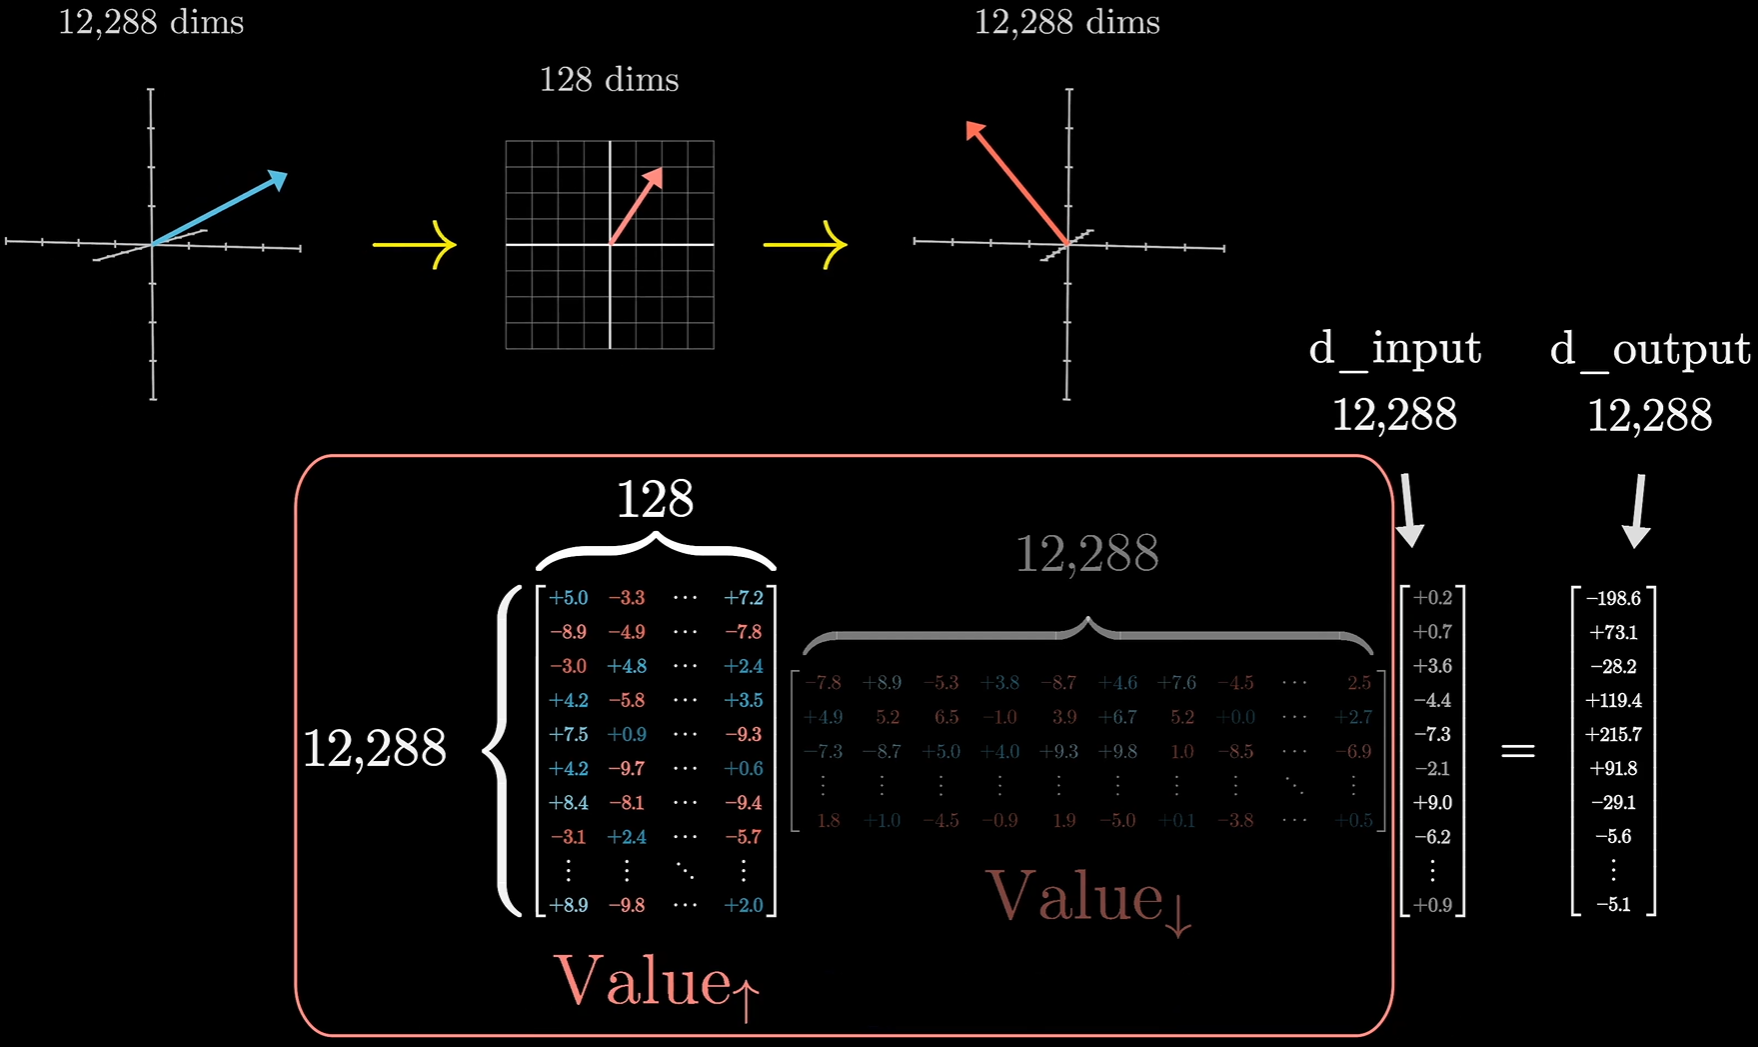 12,288 dims
128 dims
12,288 dims
d_input
d_output
12,288
12,288
128
12,288
12,288
+5.0 −3.3 ⋯ +7.2
−8.9 −4.9 ⋯ −7.8
−3.0 +4.8 ⋯ +2.4
+4.2 −5.8 ⋯ +3.5
+7.5 +0.9 ⋯ −9.3
+4.2 −9.7 ⋯ +0.6
+8.4 −8.1 ⋯ −9.4
−3.1 +2.4 ⋯ −5.7
⋮ ⋮ ⋱ ⋮
+8.9 −9.8 ⋯ +2.0
−7.8 +8.9 −5.3 +3.8 −8.7 +4.6 +7.6 −4.5 ⋯ 2.5
+4.9 5.2 6.5 −1.0 3.9 +6.7 5.2 +0.0 ⋯ +2.7
−7.3 −8.7 +5.0 +4.0 +9.3 +9.8 1.0 −8.5 ⋯ −6.9
⋮ ⋮ ⋮ ⋮ ⋮ ⋮ ⋮ ⋮ ⋱ ⋮
1.8 +1.0 −4.5 −0.9 1.9 −5.0 +0.1 −3.8 ⋯ +0.5
+0.2
+0.7
+3.6
−4.4
−7.3
−2.1
+9.0
−6.2
⋮
+0.9
=
−198.6
+73.1
−28.2
+119.4
+215.7
+91.8
−29.1
−5.6
⋮
−5.1
Value↓
Value↑